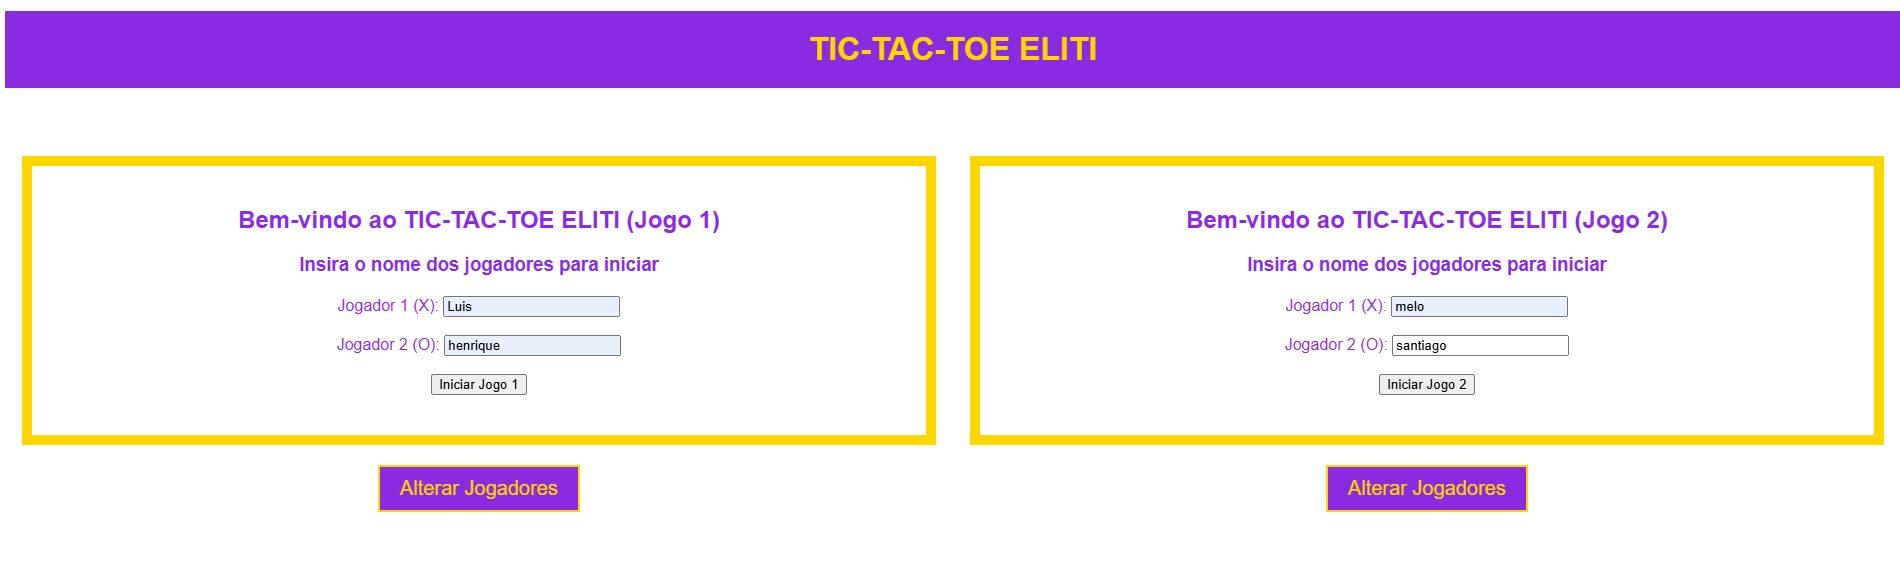 TIC-TAC-TOE ELITI
Bem-vindo ao TIC-TAC-TOE ELITI (Jogo 1)
Insira o nome dos jogadores para iniciar
Jogador 1 (X): Luis
Jogador 2 (O): henrique
Iniciar Jogo 1
Alterar Jogadores
Bem-vindo ao TIC-TAC-TOE ELITI (Jogo 2)
Insira o nome dos jogadores para iniciar
Jogador 1 (X): melo
Jogador 2 (O): santiago
Iniciar Jogo 2
Alterar Jogadores